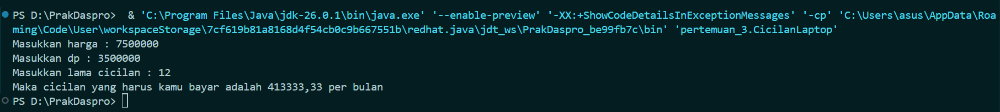 PS D:\PrakDaspro>  & 'C:\Program Files\Java\jdk-26.0.1\bin\java.exe' '--enable-preview' '-XX:+ShowCodeDetailsInExceptionMessages' '-cp' 'C:\Users\asus\AppData\Roa
ming\Code\User\workspaceStorage\7cf619b81a8168d4f54cb0c9b667551b\redhat.java\jdt_ws\PrakDaspro_be99fb7c\bin' 'pertemuan_3.CicilanLaptop'
Masukkan harga : 7500000
Masukkan dp : 3500000
Masukkan lama cicilan : 12
Maka cicilan yang harus kamu bayar adalah 413333,33 per bulan
PS D:\PrakDaspro>